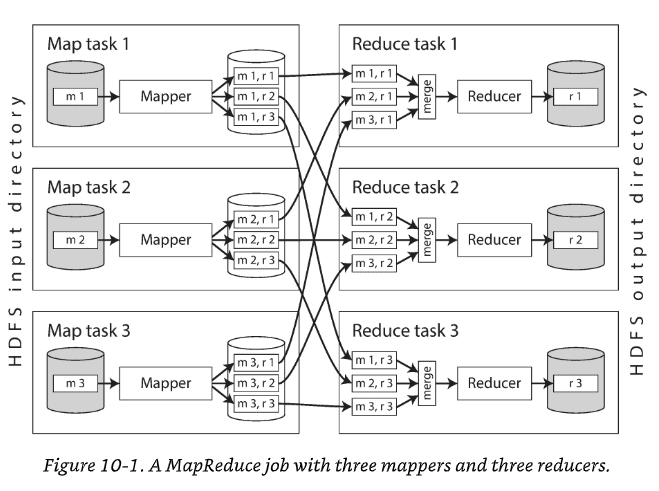 HDFS input directory
Map task 1
m 1
Mapper
m 1, r 1
m 1, r 2
m 1, r 3
Reduce task 1
m 1, r 1
m 2, r 1
m 3, r 1
merge
Reducer
r 1
Map task 2
m 2
Mapper
m 2, r 1
m 2, r 2
m 2, r 3
Reduce task 2
m 1, r 2
m 2, r 2
m 3, r 2
merge
Reducer
r 2
Map task 3
m 3
Mapper
m 3, r 1
m 3, r 2
m 3, r 3
Reduce task 3
m 1, r 3
m 2, r 3
m 3, r 3
merge
Reducer
r 3
HDFS output directory
Figure 10-1. A MapReduce job with three mappers and three reducers.